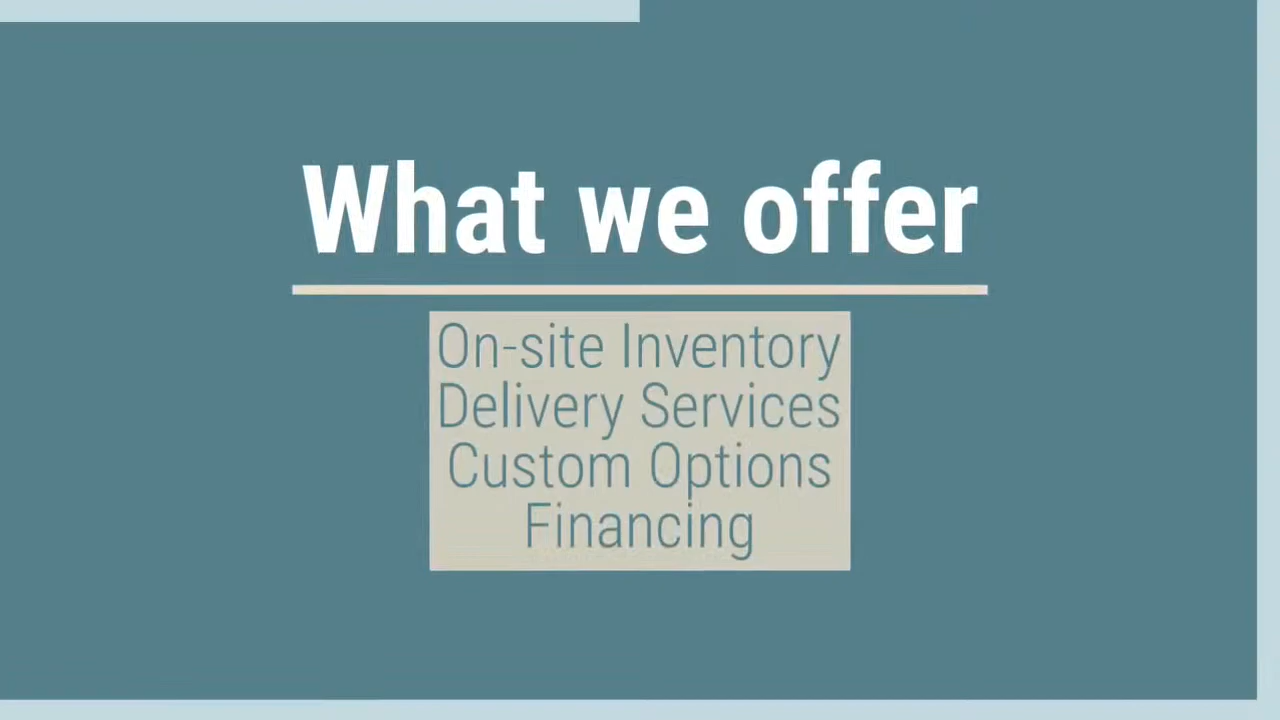 What we offer
On-site Inventory
Delivery Services
Custom Options
Financing